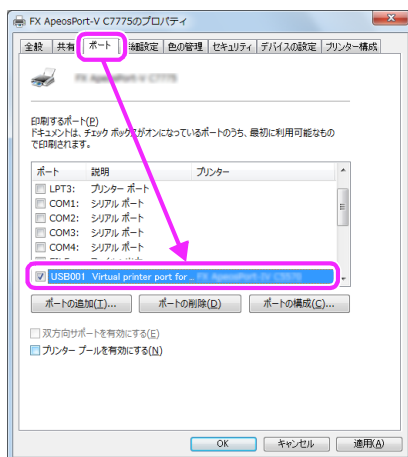 FX ApeosPort-V C7775のプロパティ
全般 共有 ポート 詳細設定 色の管理 セキュリティ デバイスの設定 プリンター構成
印刷するポート(P)
ドキュメントは、チェック ボックスがオンになっているポートのうち、最初に利用可能なもの
で印刷されます。
ポート 説明 プリンター
LPT3: プリンター ポート
COM1: シリアル ポート
COM2: シリアル ポート
COM3: シリアル ポート
COM4: シリアル ポート
USB001 Virtual printer port for ..
ポートの追加(T)... ポートの削除(D) ポートの構成(C)...
双方向サポートを有効にする(E)
プリンター プールを有効にする(N)
OK キャンセル 適用(A)